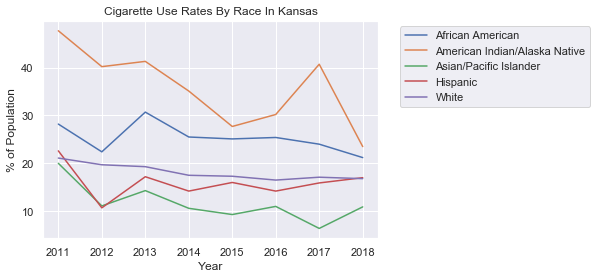 Cigarette Use Rates By Race In Kansas
African American
American Indian/Alaska Native
Asian/Pacific Islander
Hispanic
White
% of Population
40
30
20
10
2011 2012 2013 2014 2015 2016 2017 2018
Year